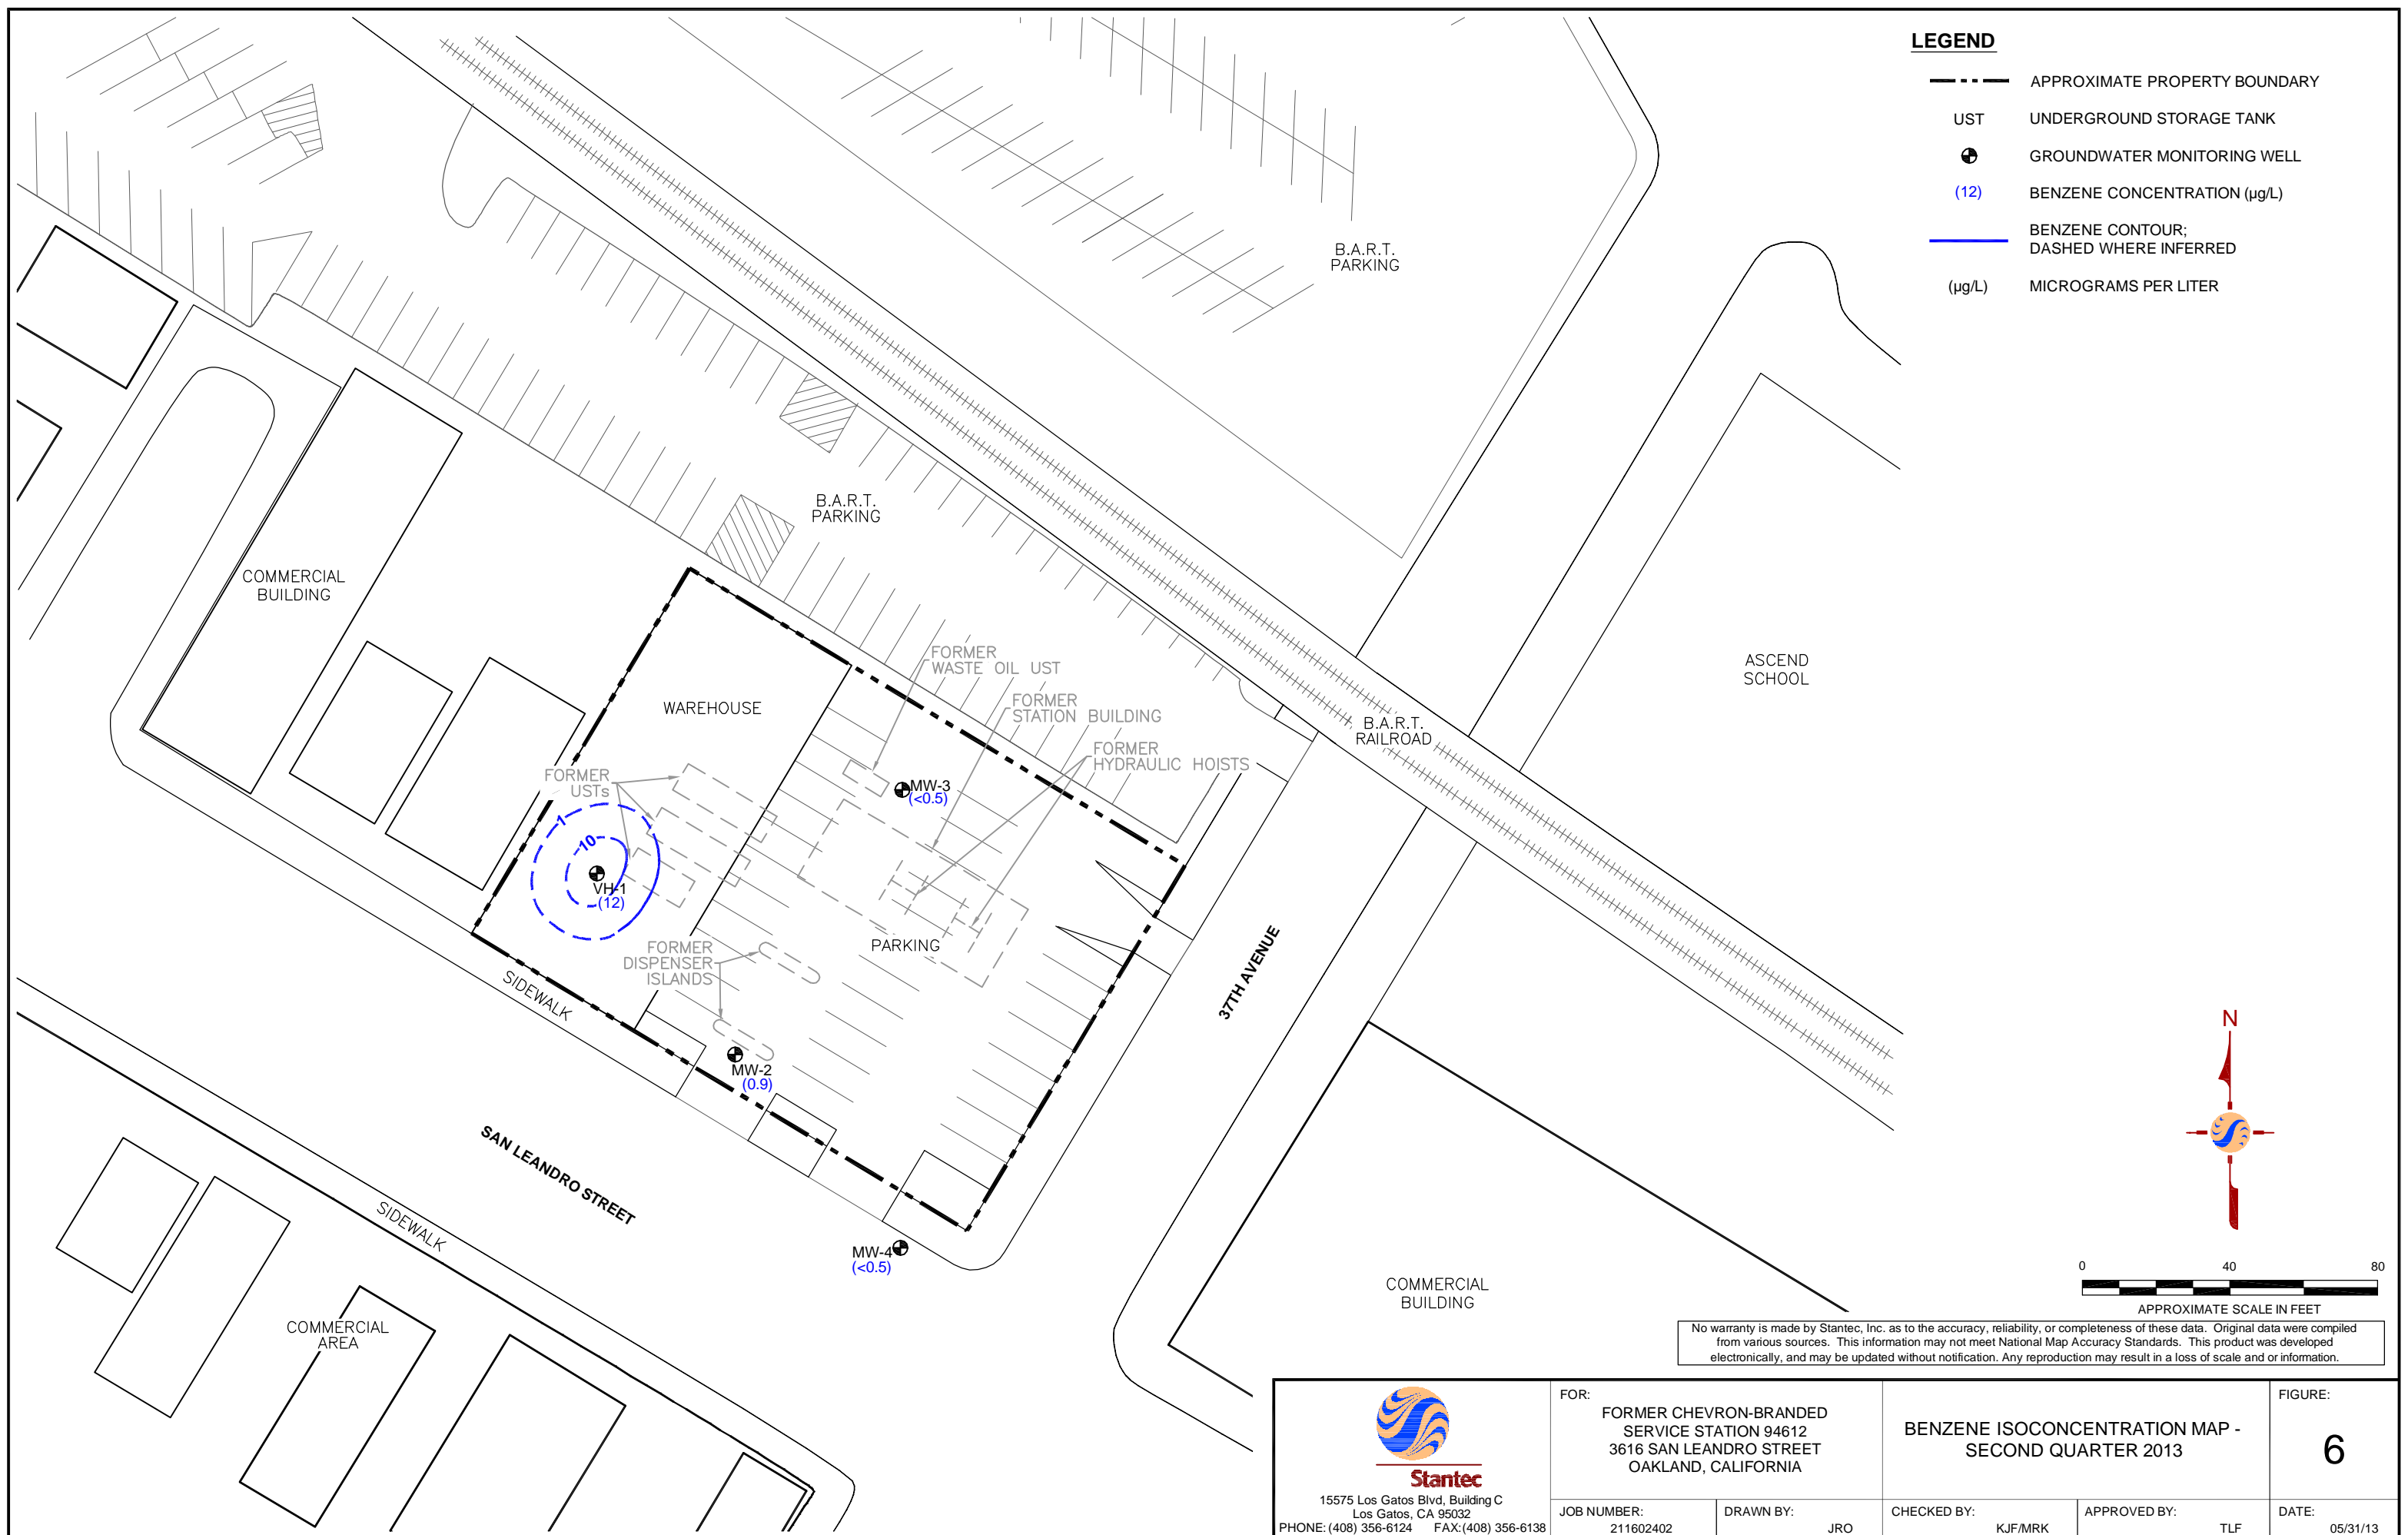 LEGEND
APPROXIMATE PROPERTY BOUNDARY
UST UNDERGROUND STORAGE TANK
GROUNDWATER MONITORING WELL
(12) BENZENE CONCENTRATION (µg/L)
BENZENE CONTOUR;
DASHED WHERE INFERRED
(µg/L) MICROGRAMS PER LITER
B.A.R.T.
PARKING
B.A.R.T.
PARKING
COMMERCIAL
BUILDING
WAREHOUSE
FORMER
WASTE OIL UST
FORMER
STATION BUILDING
FORMER
HYDRAULIC HOISTS
B.A.R.T.
RAILROAD
ASCEND
SCHOOL
FORMER
USTs
MW-3
(<0.5)
1
10
VH-1
(12)
FORMER
DISPENSER
ISLANDS
PARKING
37TH AVENUE
SIDEWALK
MW-2
(0.9)
SAN LEANDRO STREET
SIDEWALK
MW-4
(<0.5)
COMMERCIAL
BUILDING
COMMERCIAL
AREA
N
0 40 80
APPROXIMATE SCALE IN FEET
No warranty is made by Stantec, Inc. as to the accuracy, reliability, or completeness of these data. Original data were compiled
from various sources. This information may not meet National Map Accuracy Standards. This product was developed
electronically, and may be updated without notification. Any reproduction may result in a loss of scale and or information.
Stantec
15575 Los Gatos Blvd, Building C
Los Gatos, CA 95032
PHONE: (408) 356-6124 FAX:(408) 356-6138
FOR:
FORMER CHEVRON-BRANDED
SERVICE STATION 94612
3616 SAN LEANDRO STREET
OAKLAND, CALIFORNIA
BENZENE ISOCONCENTRATION MAP -
SECOND QUARTER 2013
FIGURE:
6
JOB NUMBER:
211602402
DRAWN BY:
JRO
CHECKED BY:
KJF/MRK
APPROVED BY:
TLF
DATE:
05/31/13